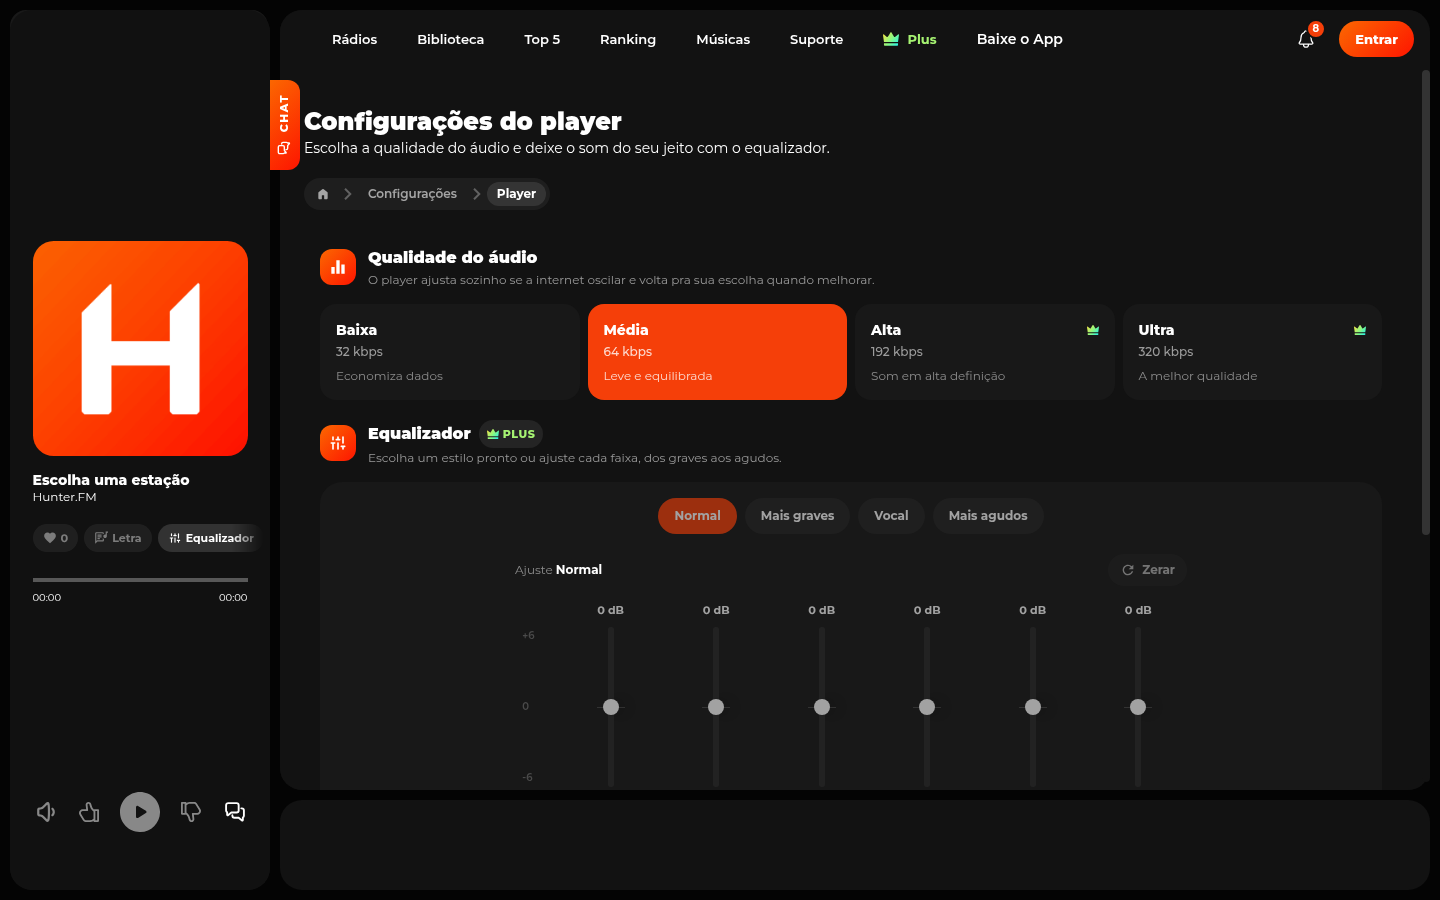 Rádios
Biblioteca
Top 5
Ranking
Músicas
Suporte
Plus
Baixe o App
8
Entrar
CHAT
Configurações do player
Escolha a qualidade do áudio e deixe o som do seu jeito com o equalizador.
Configurações
Player
Qualidade do áudio
O player ajusta sozinho se a internet oscilar e volta pra sua escolha quando melhorar.
Baixa
32 kbps
Economiza dados
Média
64 kbps
Leve e equilibrada
Alta
192 kbps
Som em alta definição
Ultra
320 kbps
A melhor qualidade
Equalizador
PLUS
Escolha um estilo pronto ou ajuste cada faixa, dos graves aos agudos.
Normal
Mais graves
Vocal
Mais agudos
Ajuste Normal
Zerar
0 dB
0 dB
0 dB
0 dB
0 dB
0 dB
+6
0
-6
H
Escolha uma estação
Hunter.FM
0
Letra
Equalizador
00:00
00:00